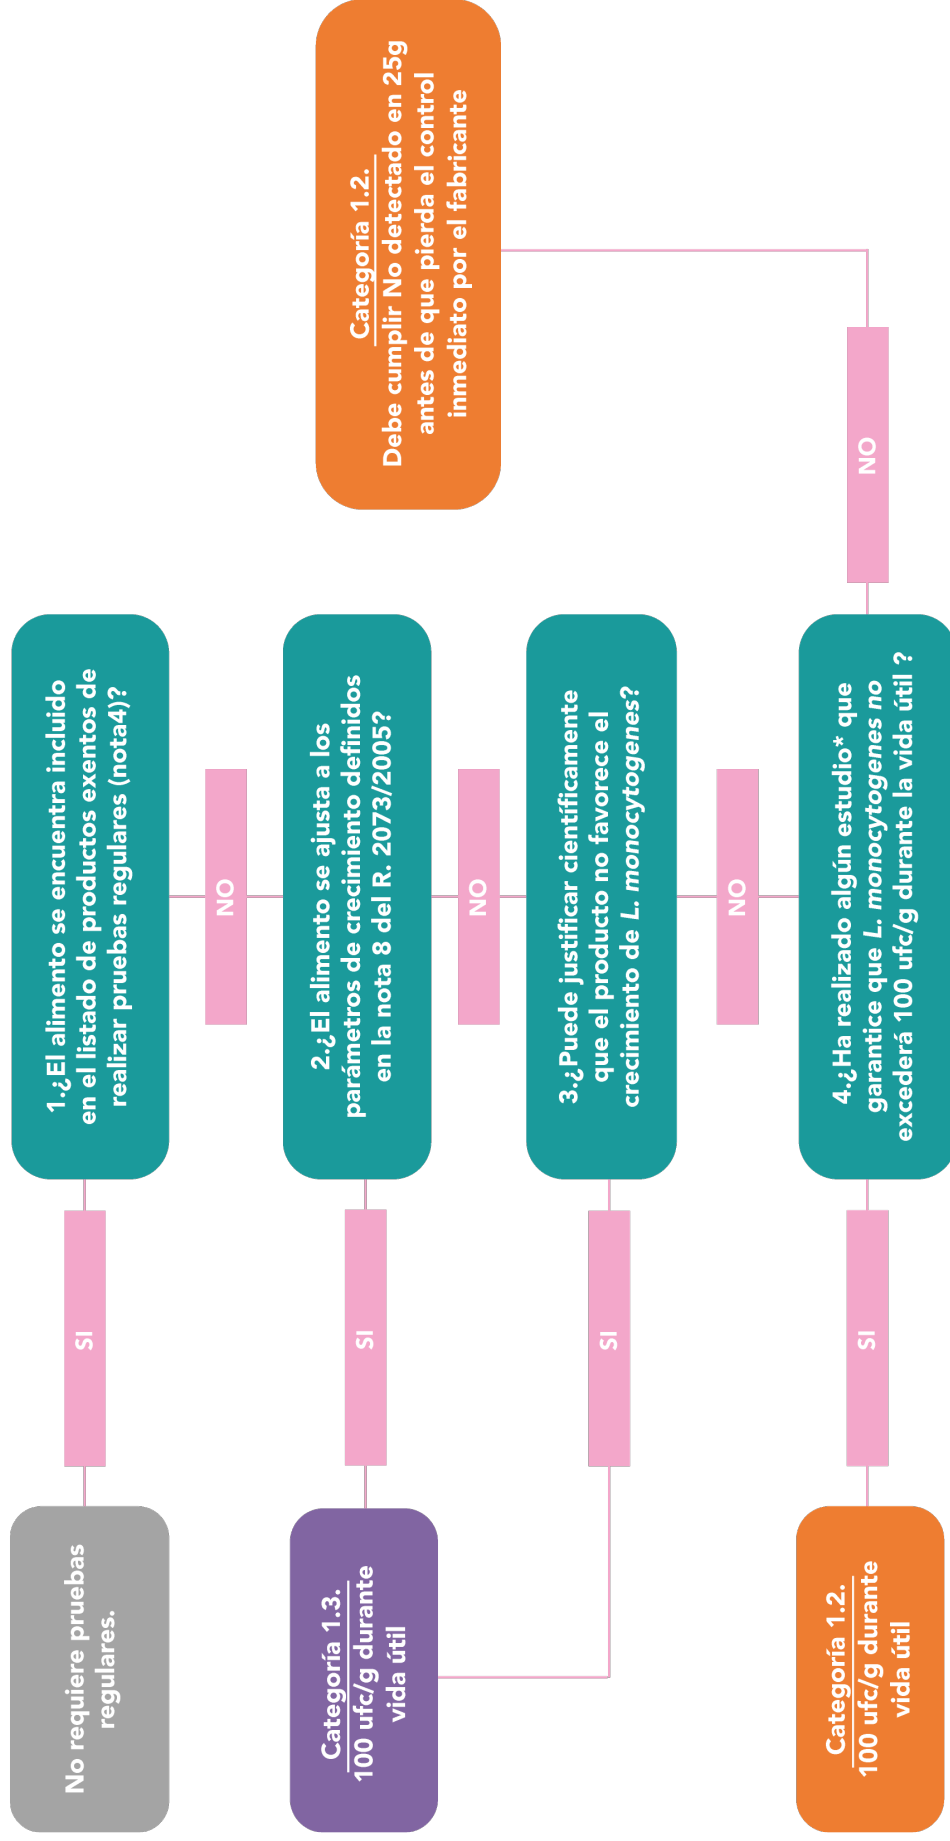 No requiere pruebas
regulares.
SI
1.¿El alimento se encuentra incluido
en el listado de productos exentos de
realizar pruebas regulares (nota4)?
NO
Categoría 1.3.
100 ufc/g durante
vida útil
SI
2.¿El alimento se ajusta a los
parámetros de crecimiento definidos
en la nota 8 del R. 2073/2005?
NO
SI
3.¿Puede justificar científicamente
que el producto no favorece el
crecimiento de L. monocytogenes?
NO
Categoría 1.2.
100 ufc/g durante
vida útil
SI
4.¿Ha realizado algún estudio* que
garantice que L. monocytogenes no
excederá 100 ufc/g durante la vida útil ?
NO
Categoría 1.2.
Debe cumplir No detectado en 25g
antes de que pierda el control
inmediato por el fabricante